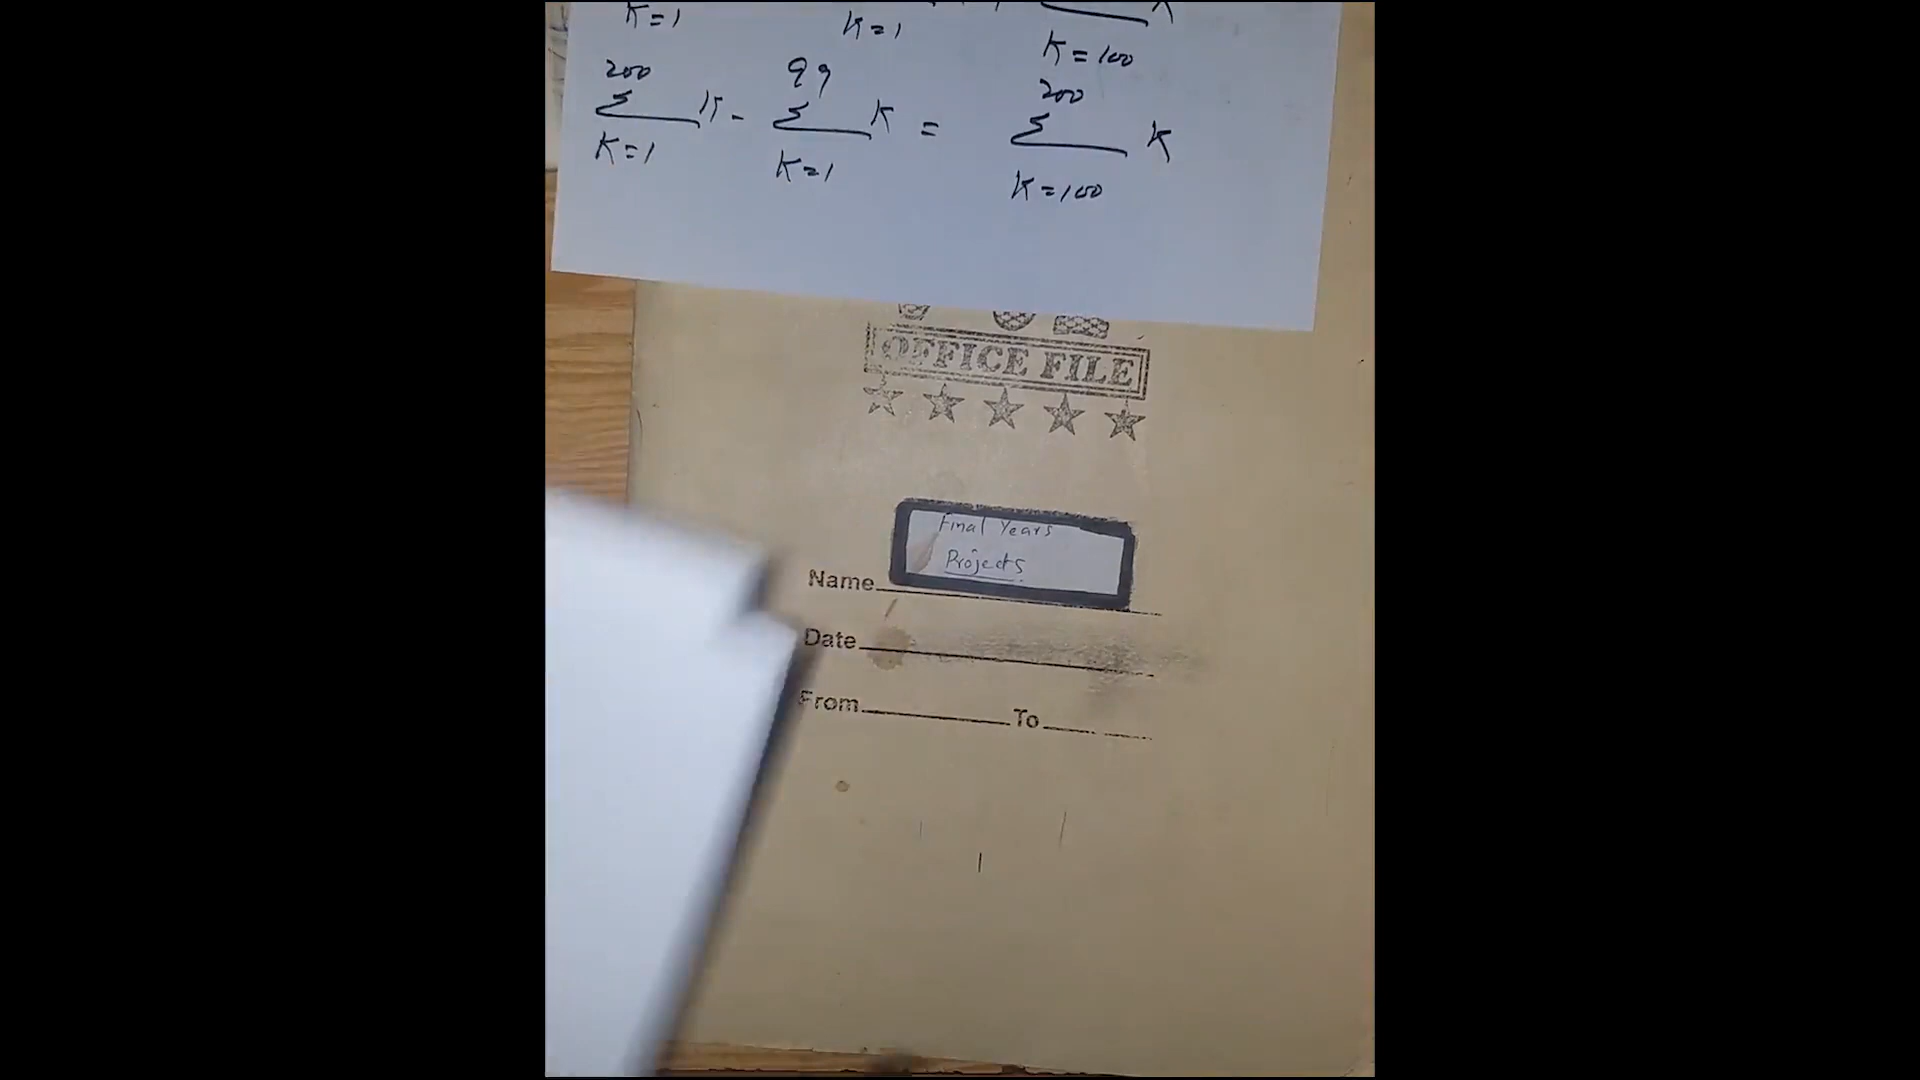 K=1 K=1 K=100
200 99 200
Σ K - Σ K = Σ K
K=1 K=1 K=100
OFFICE FILE
Final Years
Projects
Name
Date
From To